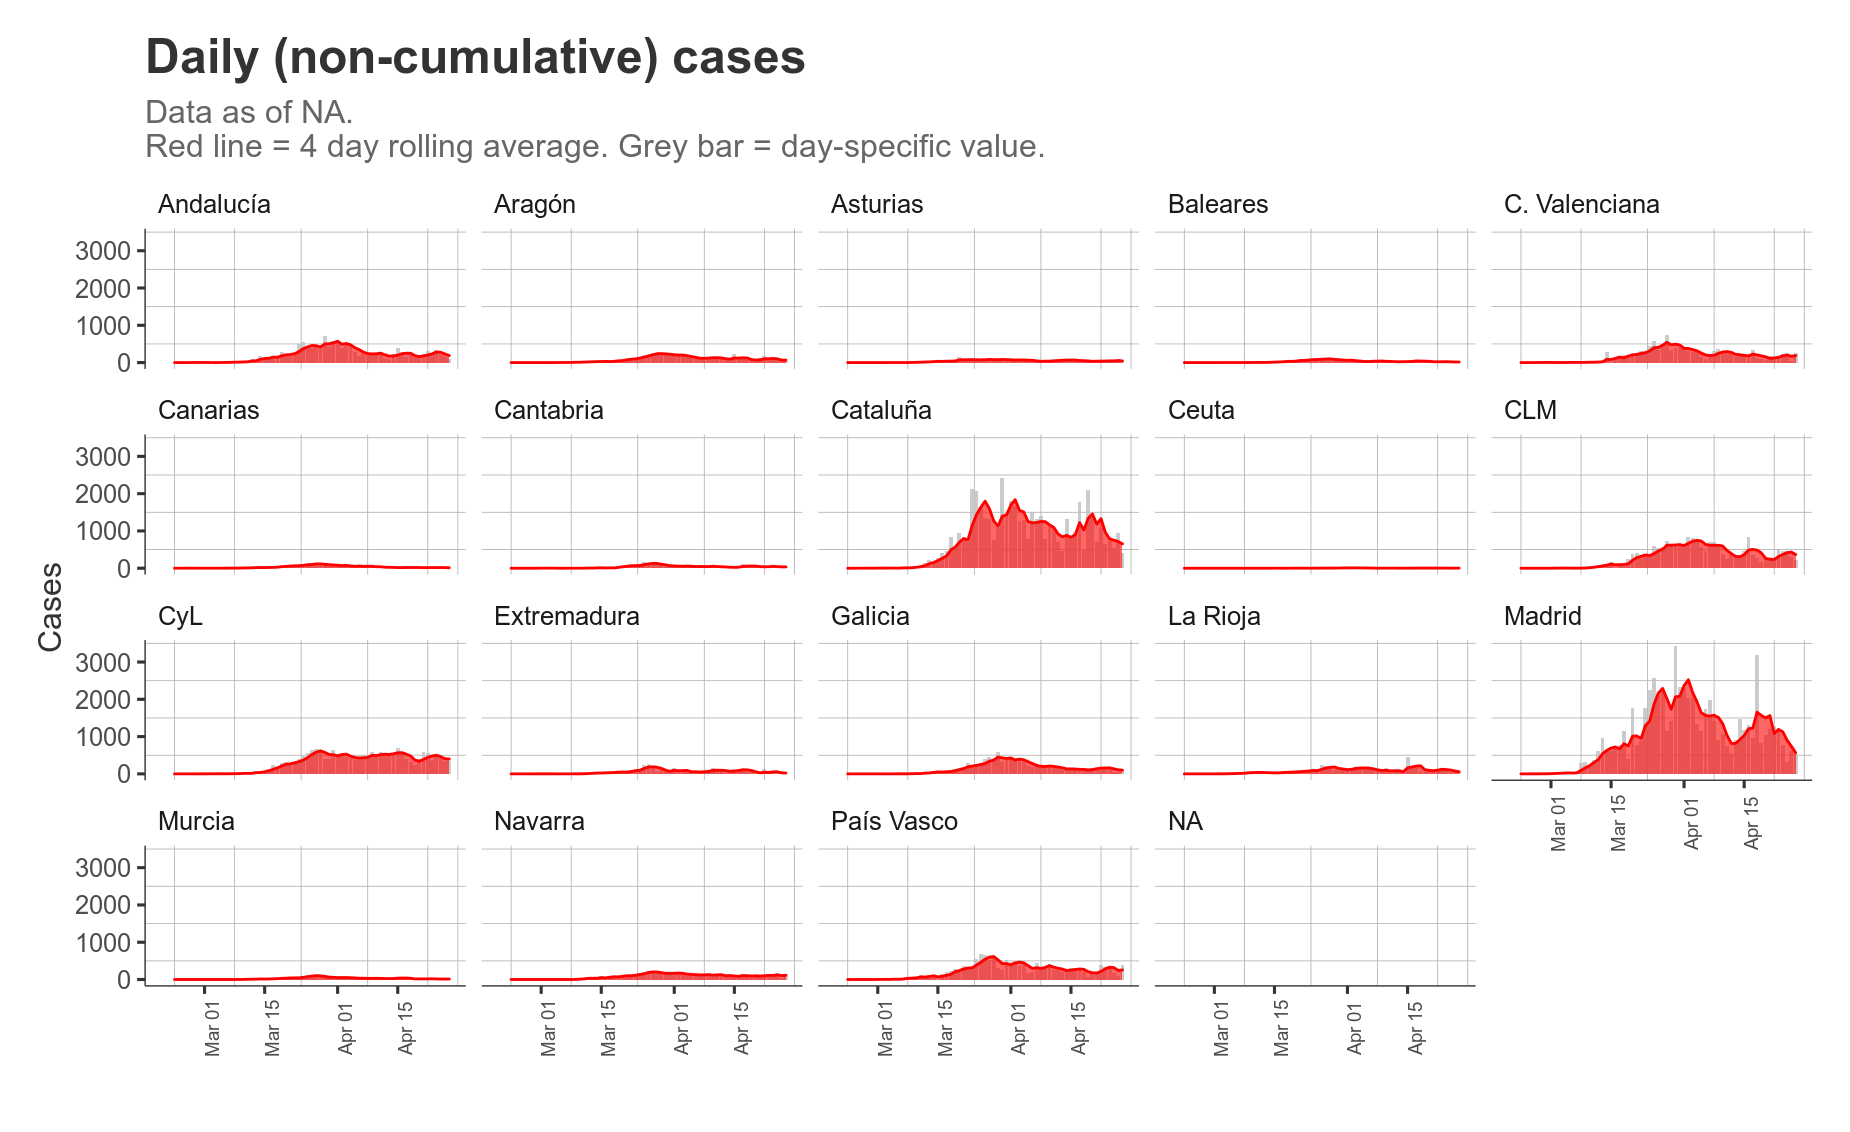 Daily (non-cumulative) cases
Data as of NA.
Red line = 4 day rolling average. Grey bar = day-specific value.
Andalucía
Aragón
Asturias
Baleares
C. Valenciana
3000
2000
1000
0
Canarias
Cantabria
Cataluña
Ceuta
CLM
3000
2000
1000
0
Cases
CyL
Extremadura
Galicia
La Rioja
Madrid
3000
2000
1000
0
Mar 01
Mar 15
Apr 01
Apr 15
Murcia
Navarra
País Vasco
NA
3000
2000
1000
0
Mar 01
Mar 15
Apr 01
Apr 15
Mar 01
Mar 15
Apr 01
Apr 15
Mar 01
Mar 15
Apr 01
Apr 15
Mar 01
Mar 15
Apr 01
Apr 15